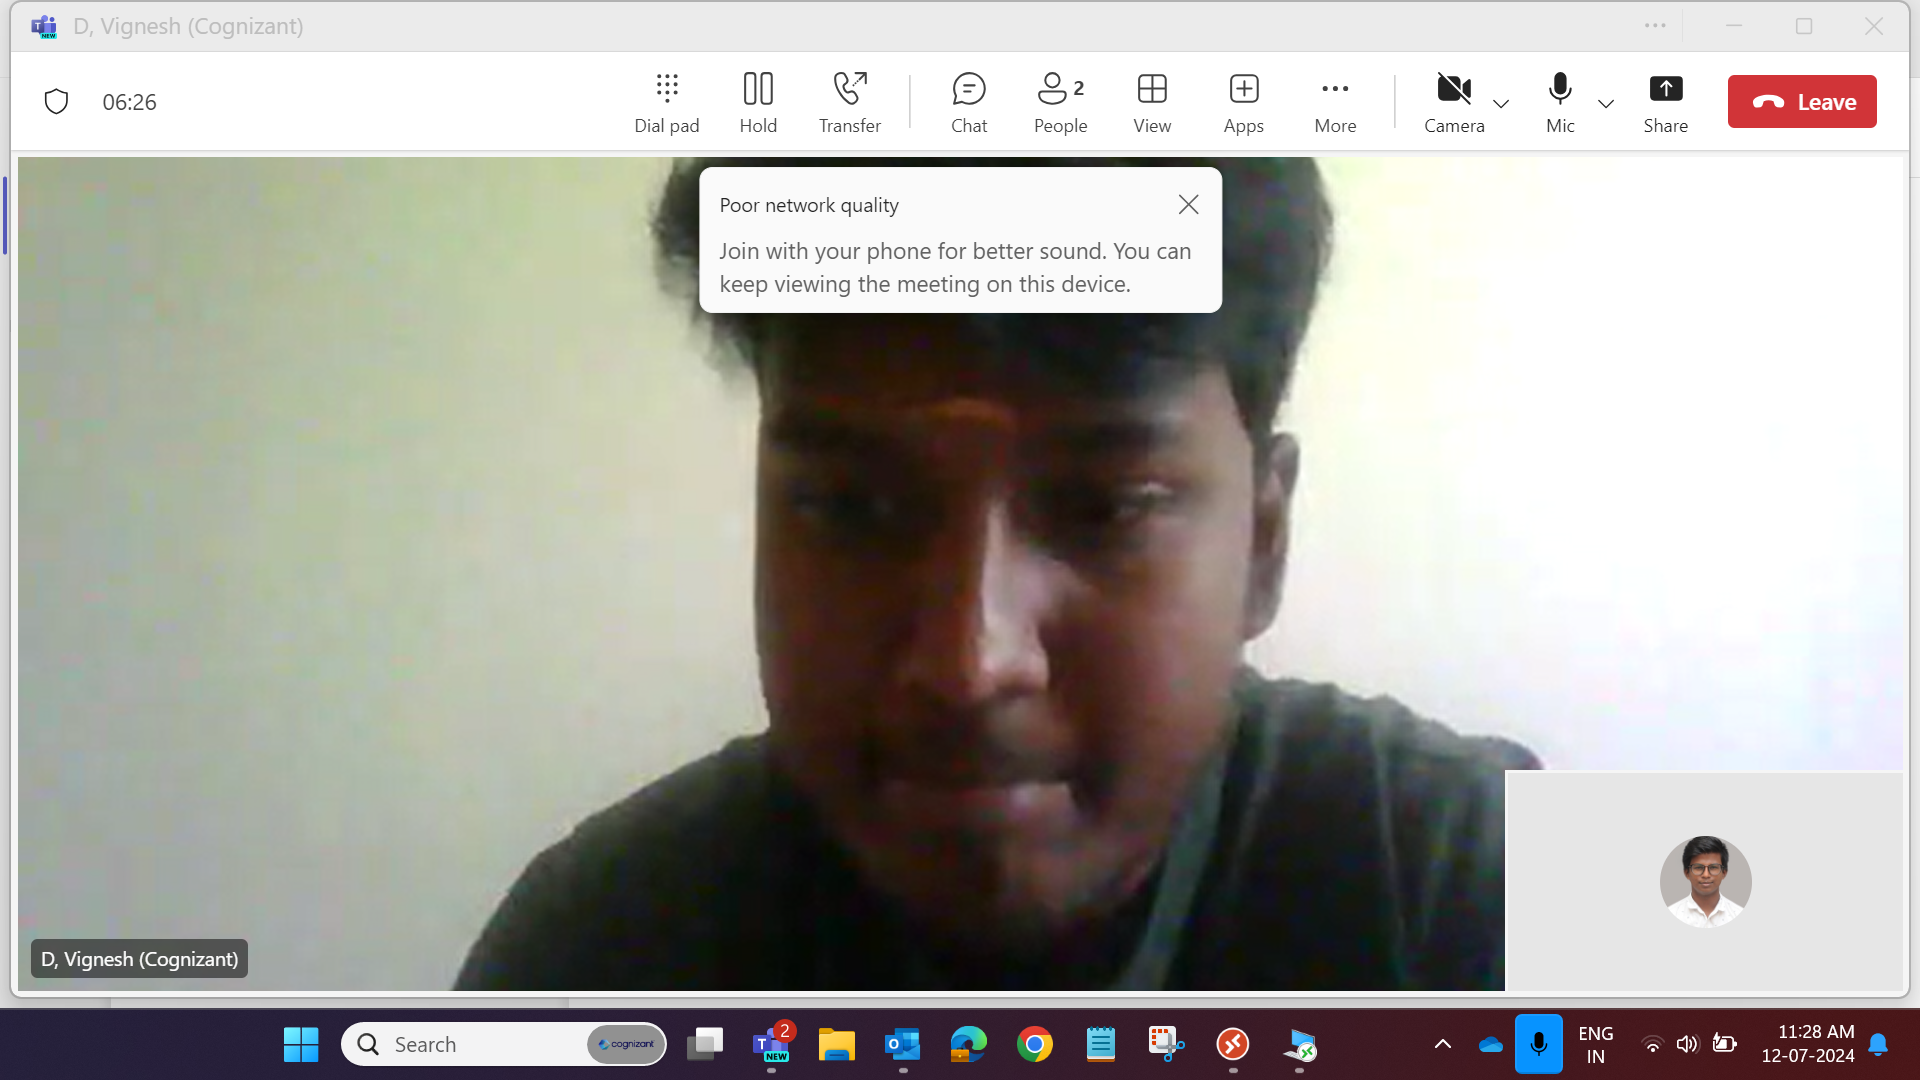 D, Vignesh (Cognizant)
06:26
Dial pad
Hold
Transfer
Chat
People 2
View
Apps
More
Camera
Mic
Share
Leave
Poor network quality
Join with your phone for better sound. You can
keep viewing the meeting on this device.
D, Vignesh (Cognizant)
Search
cognizant
2
NEW
ENG
IN
11:28 AM
12-07-2024